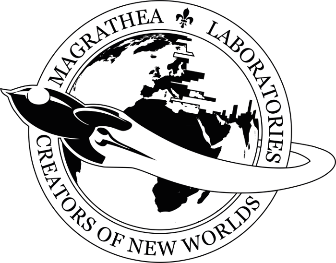 MAGRATHEA ⚜ LABORATORIES
CREATORS OF NEW WORLDS